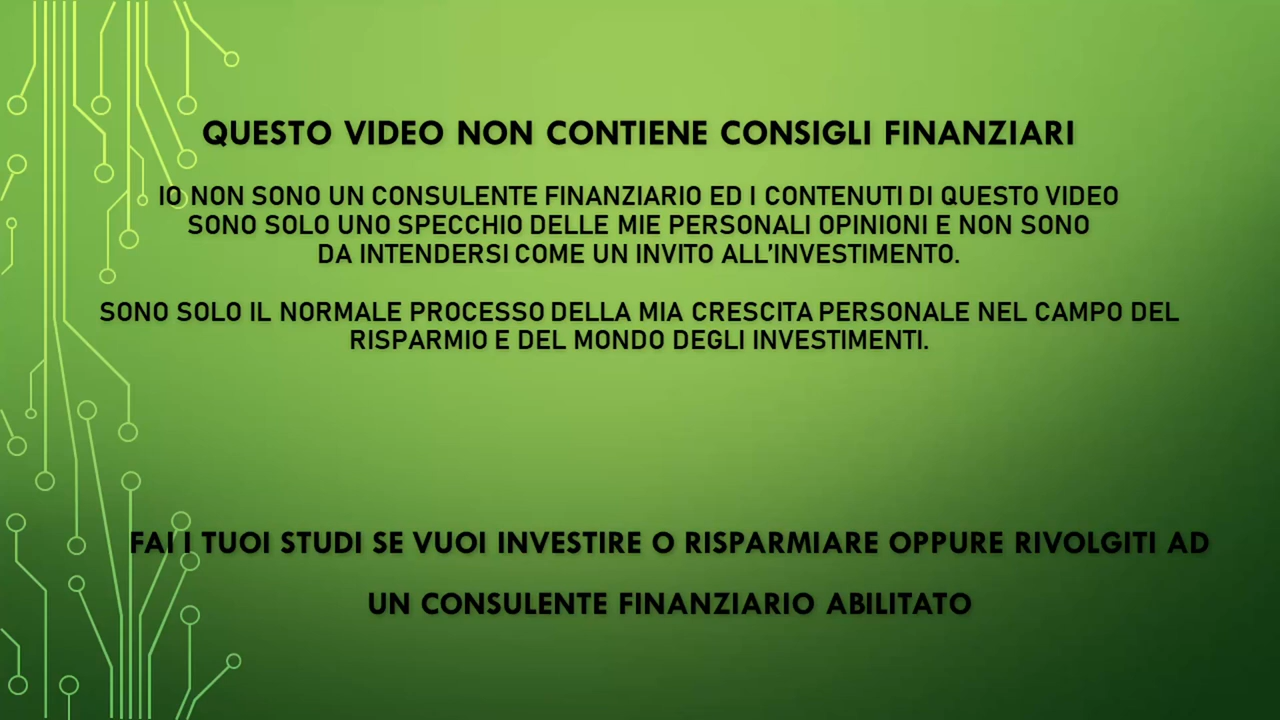 QUESTO VIDEO NON CONTIENE CONSIGLI FINANZIARI
IO NON SONO UN CONSULENTE FINANZIARIO ED I CONTENUTI DI QUESTO VIDEO
SONO SOLO UNO SPECCHIO DELLE MIE PERSONALI OPINIONI E NON SONO
DA INTENDERSI COME UN INVITO ALL'INVESTIMENTO.
SONO SOLO IL NORMALE PROCESSO DELLA MIA CRESCITA PERSONALE NEL CAMPO DEL
RISPARMIO E DEL MONDO DEGLI INVESTIMENTI.
FAI I TUOI STUDI SE VUOI INVESTIRE O RISPARMIARE OPPURE RIVOLGITI AD
UN CONSULENTE FINANZIARIO ABILITATO